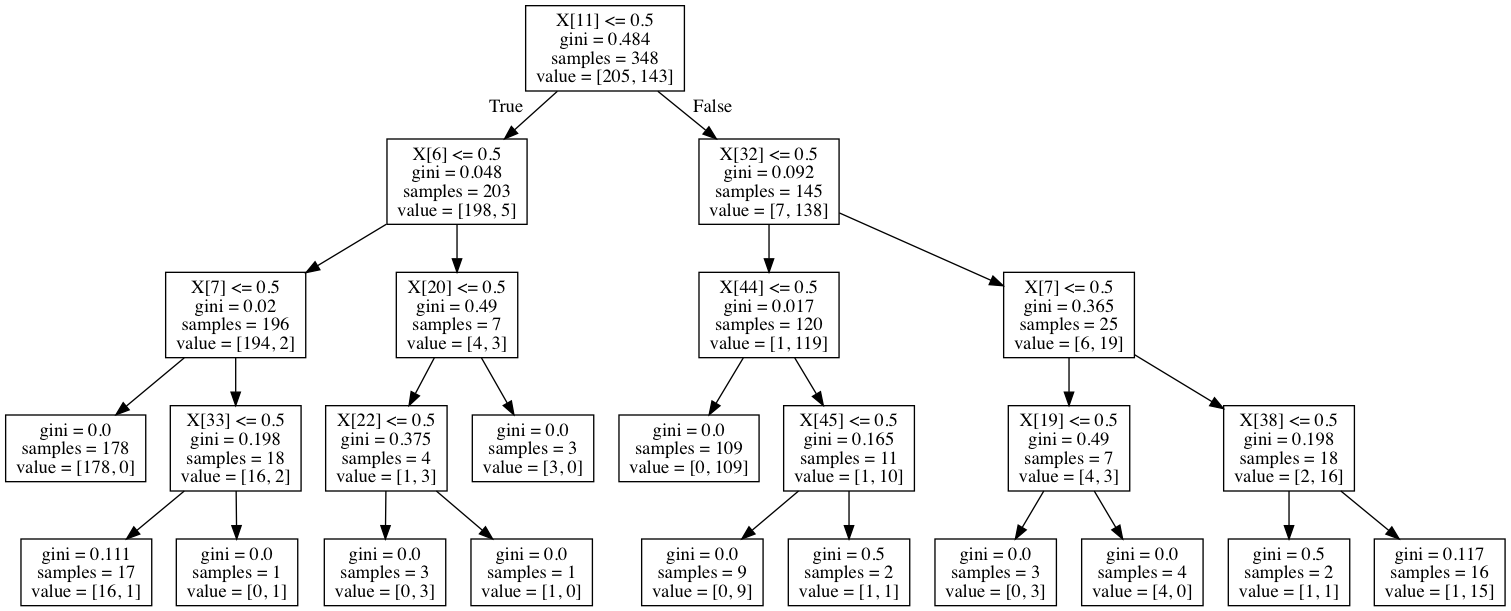 X[11] <= 0.5
gini = 0.484
samples = 348
value = [205, 143]
True
False
X[6] <= 0.5
gini = 0.048
samples = 203
value = [198, 5]
X[32] <= 0.5
gini = 0.092
samples = 145
value = [7, 138]
X[7] <= 0.5
gini = 0.02
samples = 196
value = [194, 2]
X[20] <= 0.5
gini = 0.49
samples = 7
value = [4, 3]
X[44] <= 0.5
gini = 0.017
samples = 120
value = [1, 119]
X[7] <= 0.5
gini = 0.365
samples = 25
value = [6, 19]
gini = 0.0
samples = 178
value = [178, 0]
X[33] <= 0.5
gini = 0.198
samples = 18
value = [16, 2]
X[22] <= 0.5
gini = 0.375
samples = 4
value = [1, 3]
gini = 0.0
samples = 3
value = [3, 0]
gini = 0.0
samples = 109
value = [0, 109]
X[45] <= 0.5
gini = 0.165
samples = 11
value = [1, 10]
X[19] <= 0.5
gini = 0.49
samples = 7
value = [4, 3]
X[38] <= 0.5
gini = 0.198
samples = 18
value = [2, 16]
gini = 0.111
samples = 17
value = [16, 1]
gini = 0.0
samples = 1
value = [0, 1]
gini = 0.0
samples = 3
value = [0, 3]
gini = 0.0
samples = 1
value = [1, 0]
gini = 0.0
samples = 9
value = [0, 9]
gini = 0.5
samples = 2
value = [1, 1]
gini = 0.0
samples = 3
value = [0, 3]
gini = 0.0
samples = 4
value = [4, 0]
gini = 0.5
samples = 2
value = [1, 1]
gini = 0.117
samples = 16
value = [1, 15]